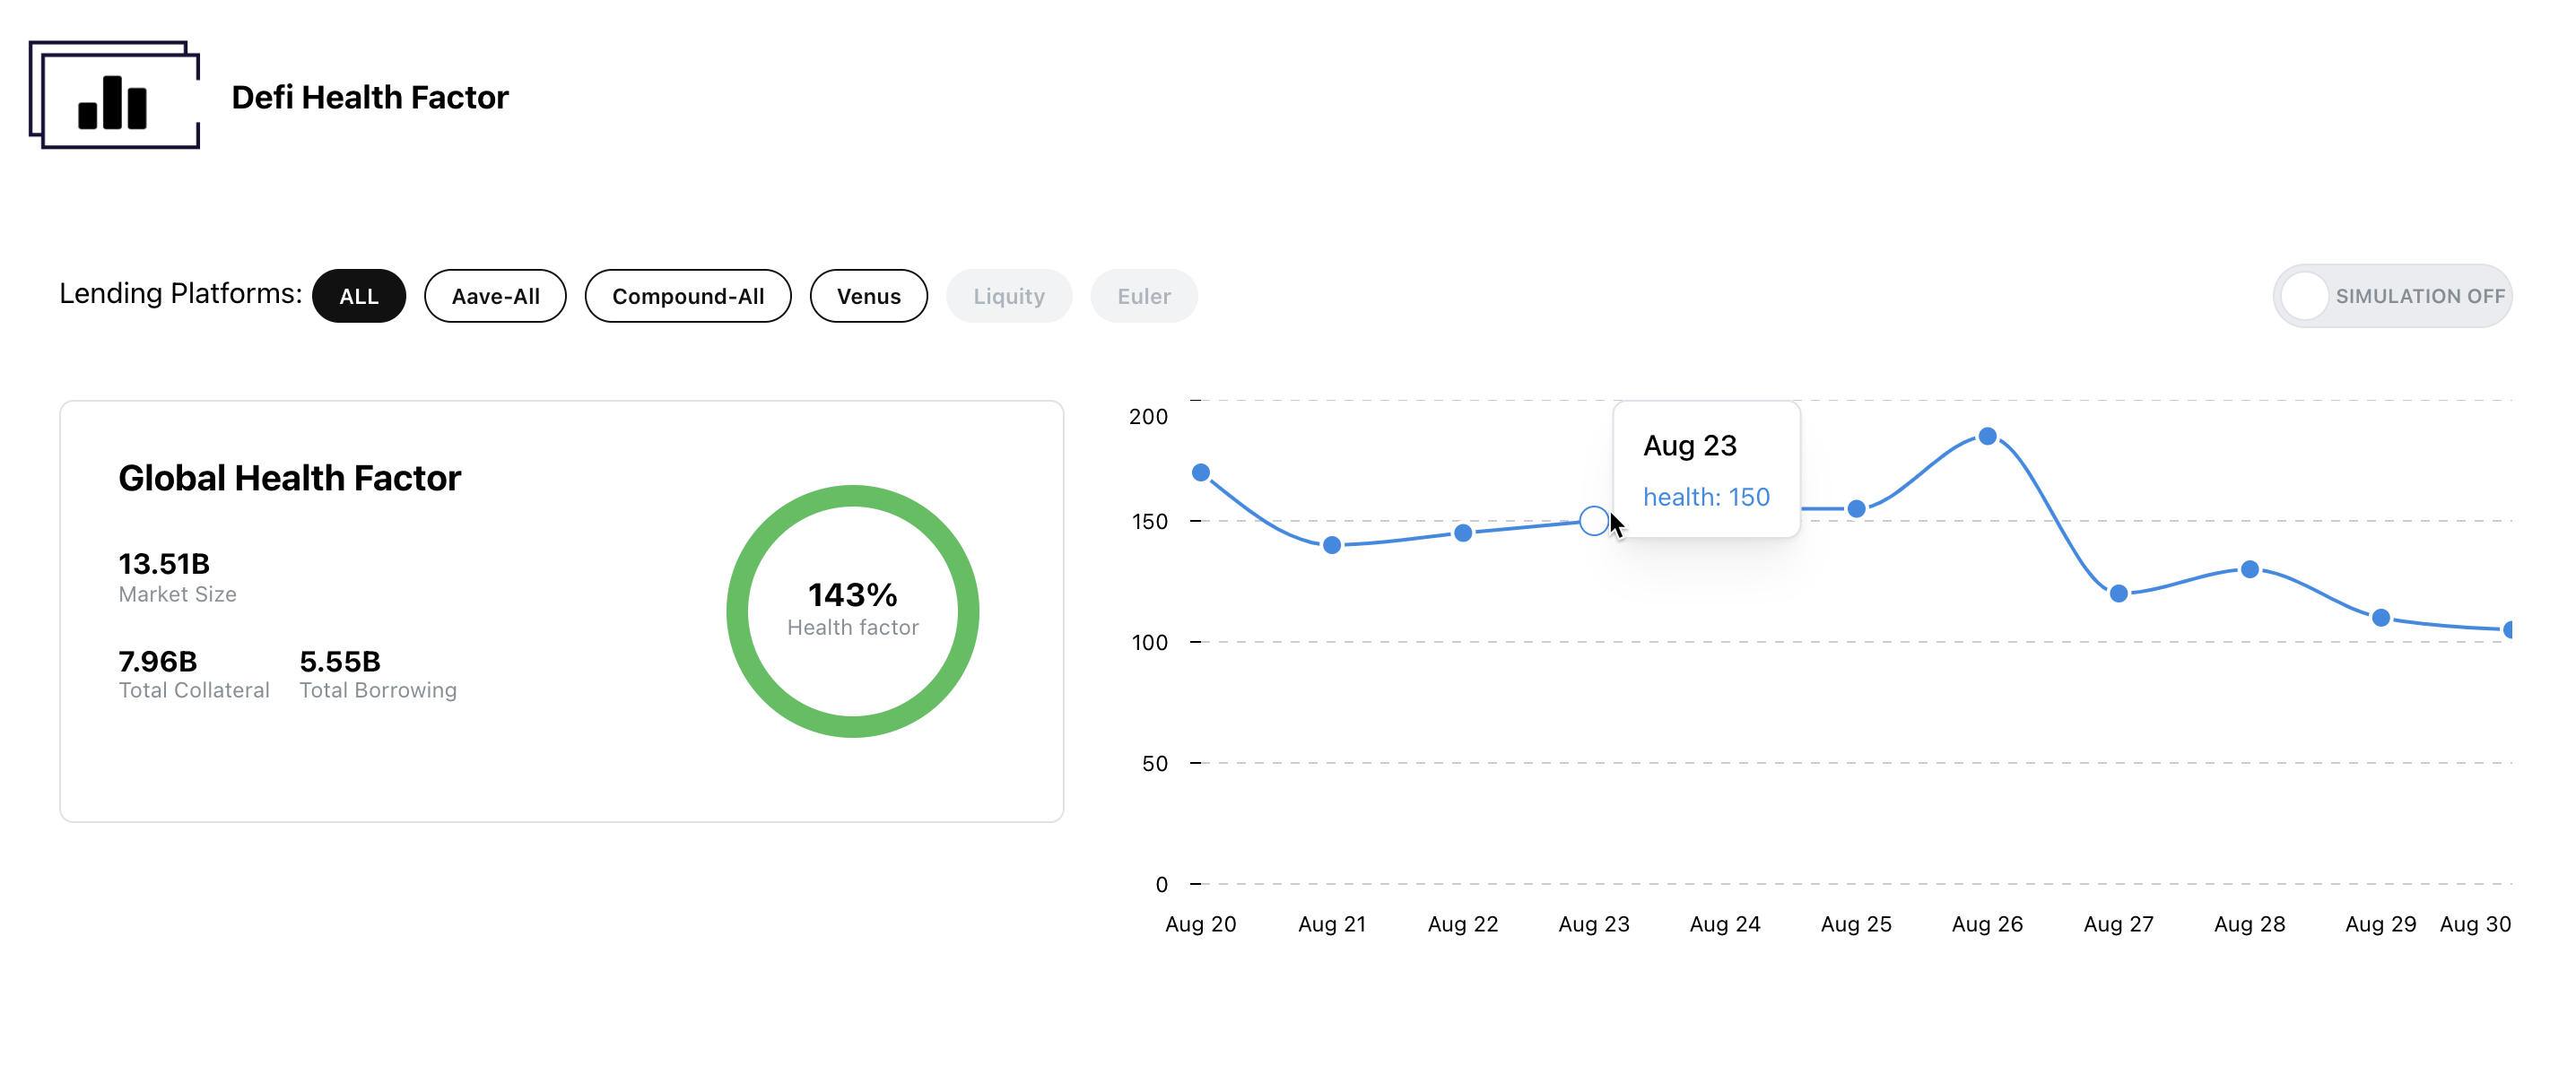 Defi Health Factor
Lending Platforms: ALL Aave-All Compound-All Venus Liquity Euler SIMULATION OFF
Global Health Factor
13.51B
Market Size
7.96B 5.55B
Total Collateral Total Borrowing
143%
Health factor
200
150
100
50
0
Aug 23
health: 150
Aug 20 Aug 21 Aug 22 Aug 23 Aug 24 Aug 25 Aug 26 Aug 27 Aug 28 Aug 29 Aug 30